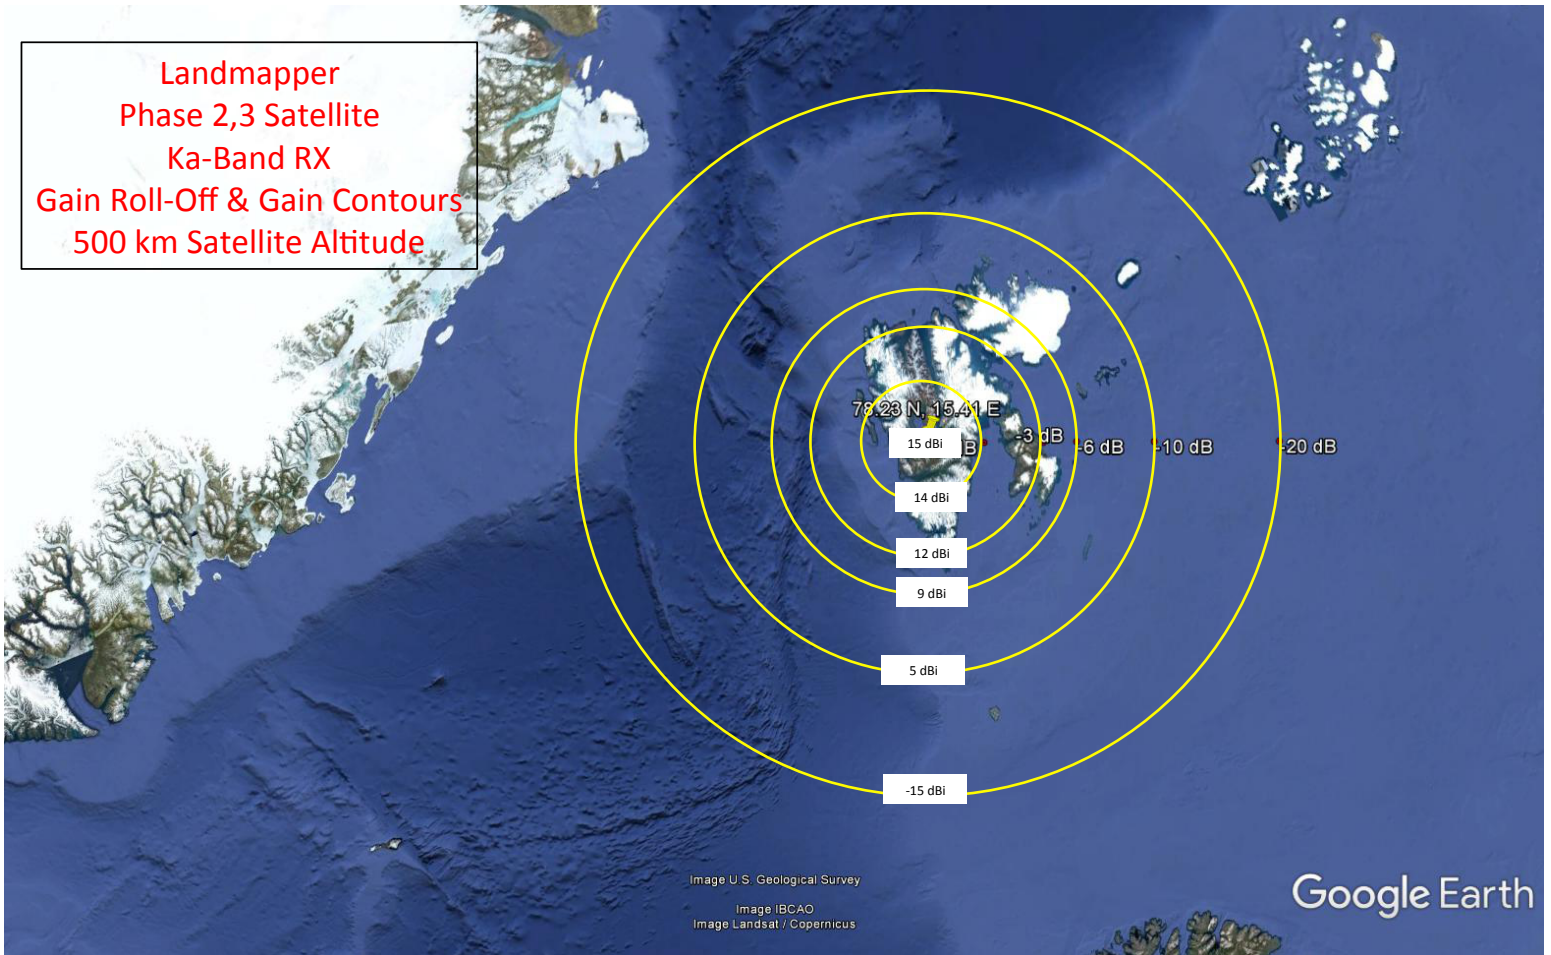 Landmapper
Phase 2,3 Satellite
Ka-Band RX
Gain Roll-Off & Gain Contours
500 km Satellite Altitude
78.23 N, 15.41 E
15 dBi
-3 dB
-6 dB
-10 dB
-20 dB
14 dBi
12 dBi
9 dBi
5 dBi
-15 dBi
Image U.S. Geological Survey
Image IBCAO
Image Landsat / Copernicus
Google Earth